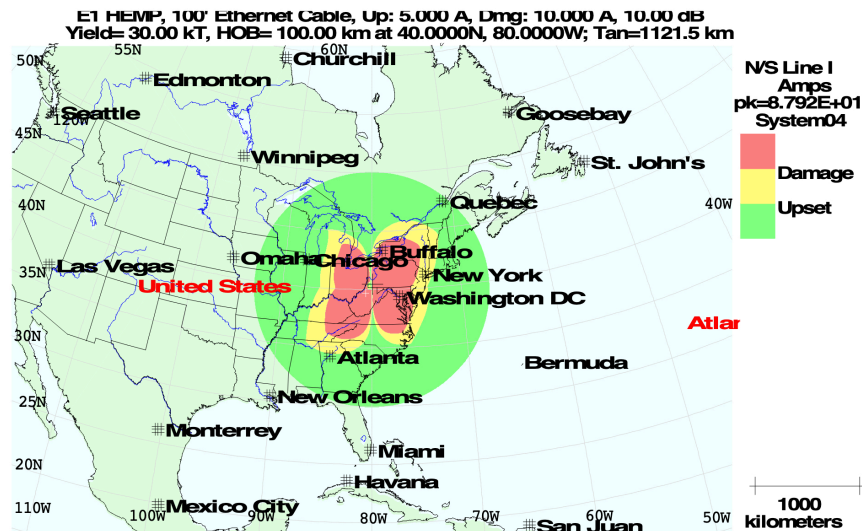 E1 HEMP, 100' Ethernet Cable, Up: 5.000 A, Dmg: 10.000 A, 10.00 dB
Yield= 30.00 kT, HOB= 100.00 km at 40.0000N, 80.0000W; Tan=1121.5 km
50N
55N
60N
Churchill
Edmonton
N/S Line I
Amps
pk=8.792E+01
System04
Seattle
120W
Goosebay
45N
Winnipeg
St. John's
Damage
40N
Quebec
40W
Upset
Buffalo
Las Vegas
Omaha
Chicago
35N
New York
United States
Washington DC
Atlar
30N
Atlanta
Bermuda
25N
New Orleans
Monterrey
Miami
20N
Havana
110W
Mexico City
100W
90W
80W
70W
60W
50W
San Juan
1000
kilometers